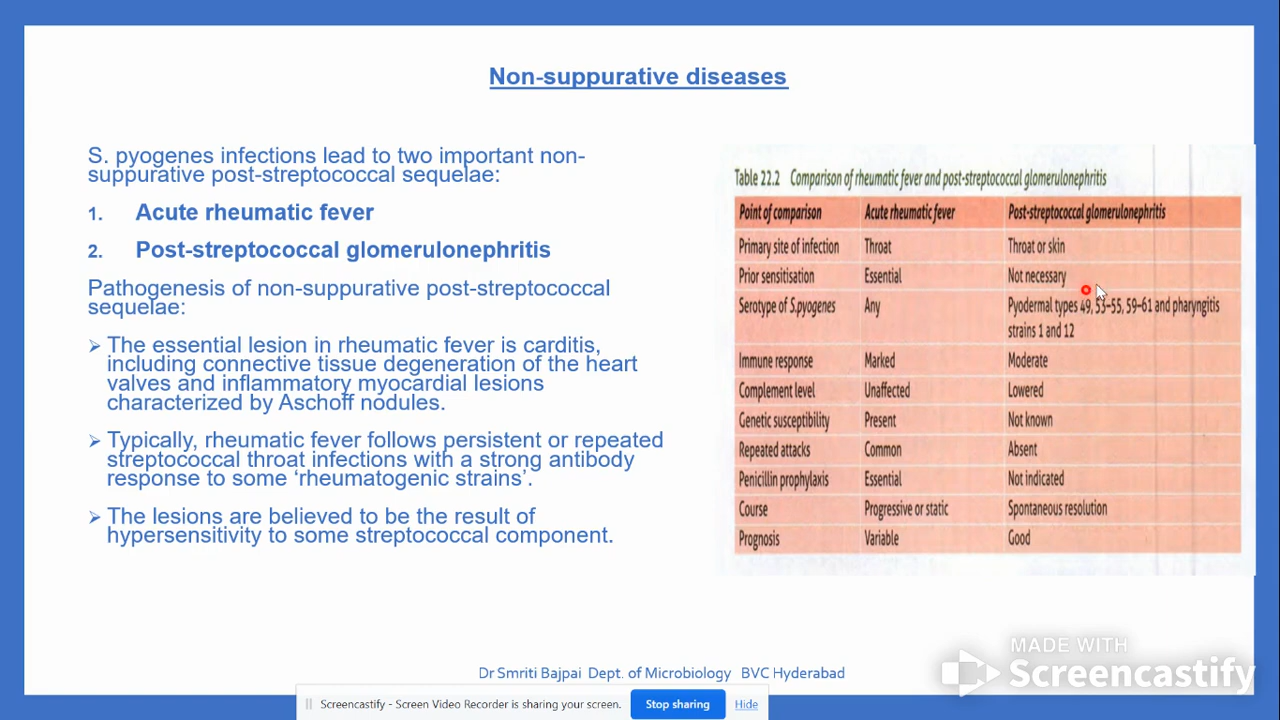 Non-suppurative diseases
S. pyogenes infections lead to two important non-
suppurative post-streptococcal sequelae:
1. Acute rheumatic fever
2. Post-streptococcal glomerulonephritis
Pathogenesis of non-suppurative post-streptococcal
sequelae:
➢ The essential lesion in rheumatic fever is carditis,
including connective tissue degeneration of the heart
valves and inflammatory myocardial lesions
characterized by Aschoff nodules.
➢ Typically, rheumatic fever follows persistent or repeated
streptococcal throat infections with a strong antibody
response to some ‘rheumatogenic strains’.
➢ The lesions are believed to be the result of
hypersensitivity to some streptococcal component.
Table 22.2 Comparison of rheumatic fever and post-streptococcal glomerulonephritis
Point of comparison Acute rheumatic fever Post-streptococcal glomerulonephritis
Primary site of infection Throat Throat or skin
Prior sensitisation Essential Not necessary
Serotype of S.pyogenes Any Pyodermal types 49, 53–55, 59–61 and pharyngitis
strains 1 and 12
Immune response Marked Moderate
Complement level Unaffected Lowered
Genetic susceptibility Present Not known
Repeated attacks Common Absent
Penicillin prophylaxis Essential Not indicated
Course Progressive or static Spontaneous resolution
Prognosis Variable Good
Dr Smriti Bajpai Dept. of Microbiology BVC Hyderabad
MADE WITH
Screencastify
Screencastify - Screen Video Recorder is sharing your screen. Stop sharing Hide